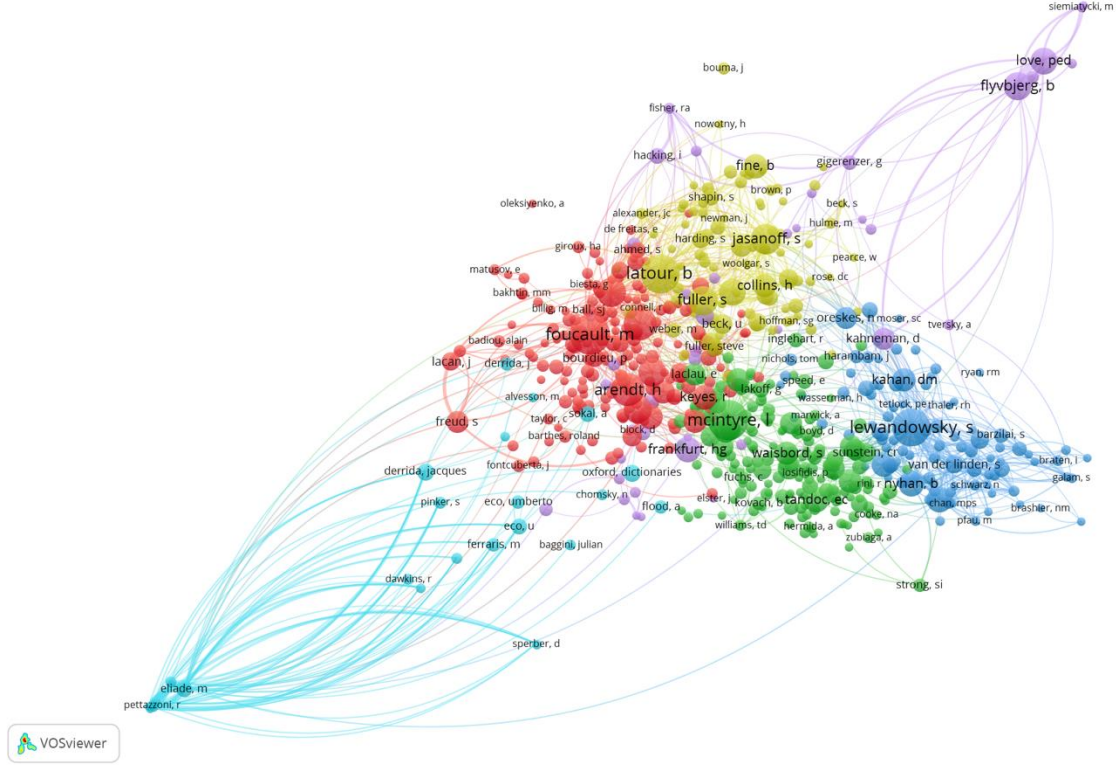 siemiatycki, m
love, ped
bouma, j
flyvbjerg, b
fisher, ra
nowotny, h
hacking, i
fine, b
gigerenzer, g
brown, p
shapin, s
oleksiyenko, a
beck, s
alexander, jc
newman, j
hulme, m
de freitas, e
harding, s
jasanoff, s
giroux, ha
ahmed, s
pearce, w
woolgar, s
matusov, e
latour, b
rose, dc
biesta, g
collins, h
bakhtin, mm
fuller, s
billig, m
ball, sj
connell, r
oreskes, n
moser, sc
hoffman, sg
beck, u
weber, m
tversky, a
foucault, m
kahneman, d
badiou, alain
fuller, steve
inglehart, r
bourdieu, p
nichols, tom
harambam, j
lacan, j
derrida, j
laclau, e
ryan, rm
speed, e
kahan, dm
lakoff, g
arendt, h
keyes, r
wasserman, h
alvesson, m
tetlock, pe
thaler, rh
taylor, c
sokal, a
marwick, a
freud, s
mcintyre, l
lewandowsky, s
block, d
boyd, d
barthes, roland
barzilai, s
frankfurt, hg
waisbord, s
sunstein, cr
fontcuberta, j
van der linden, s
braten, i
derrida, jacques
oxford, dictionaries
iosifidis, p
fuchs, c
galam, s
rini, r
nyhan, b
schwarz, n
chomsky, n
elster, j
tandoc, ec
pinker, s
eco, umberto
kovach, b
chan, mps
flood, a
brashier, nm
cooke, na
pfau, m
eco, u
williams, td
hermida, a
zubiaga, a
ferraris, m
baggini, julian
dawkins, r
strong, si
sperber, d
eliade, m
pettazzoni, r
VOSviewer